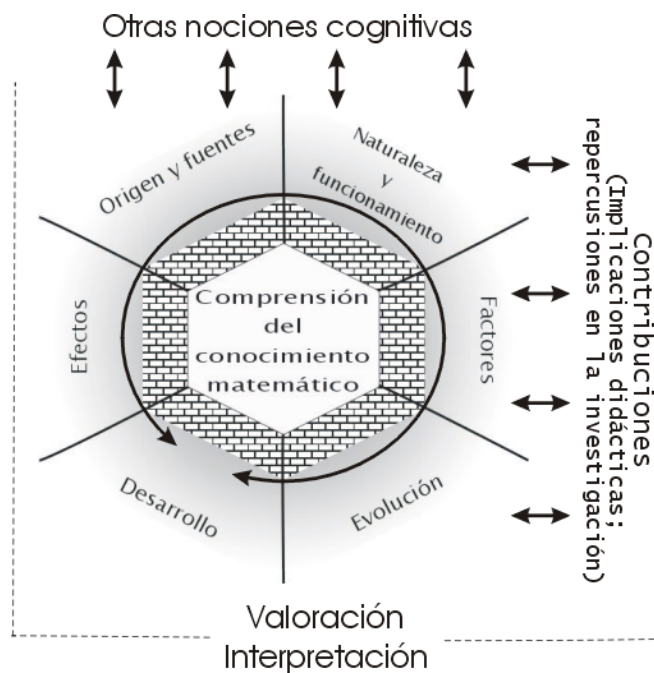 Otras nociones cognitivas
Origen y fuentes
Naturaleza
y
funcionamiento
Contribuciones
(Implicaciones didácticas;
repercusiones en la investigación)
Efectos
Comprensión
del
conocimiento
matemático
Factores
Desarrollo
Evolución
Valoración
Interpretación